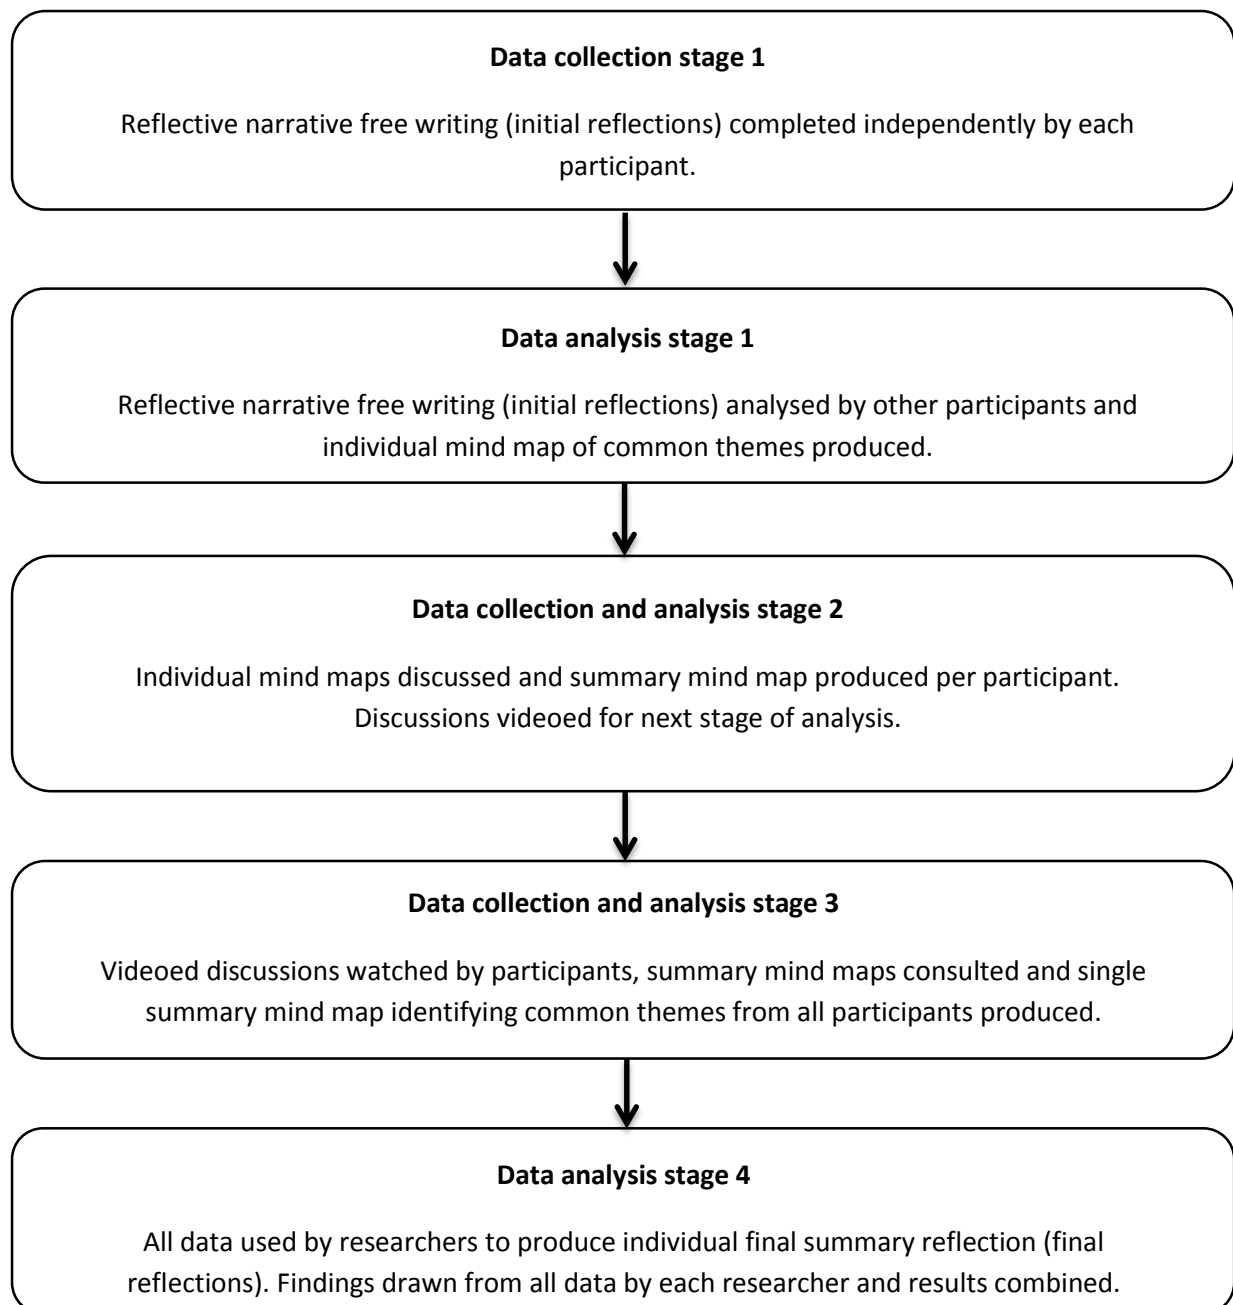 Data collection stage 1
Reflective narrative free writing (initial reflections) completed independently by each
participant.
Data analysis stage 1
Reflective narrative free writing (initial reflections) analysed by other participants and
individual mind map of common themes produced.
Data collection and analysis stage 2
Individual mind maps discussed and summary mind map produced per participant.
Discussions videoed for next stage of analysis.
Data collection and analysis stage 3
Videoed discussions watched by participants, summary mind maps consulted and single
summary mind map identifying common themes from all participants produced.
Data analysis stage 4
All data used by researchers to produce individual final summary reflection (final
reflections). Findings drawn from all data by each researcher and results combined.